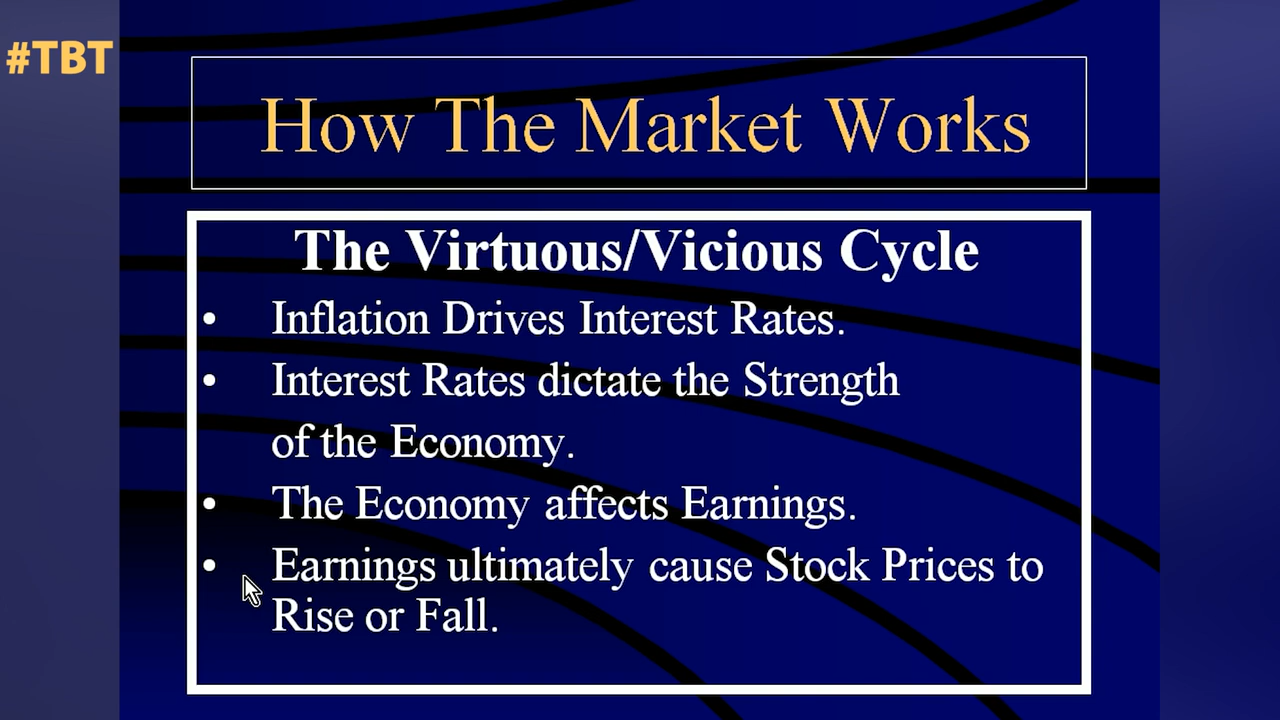 #TBT
How The Market Works
The Virtuous/Vicious Cycle
• Inflation Drives Interest Rates.
• Interest Rates dictate the Strength
of the Economy.
• The Economy affects Earnings.
• Earnings ultimately cause Stock Prices to
Rise or Fall.